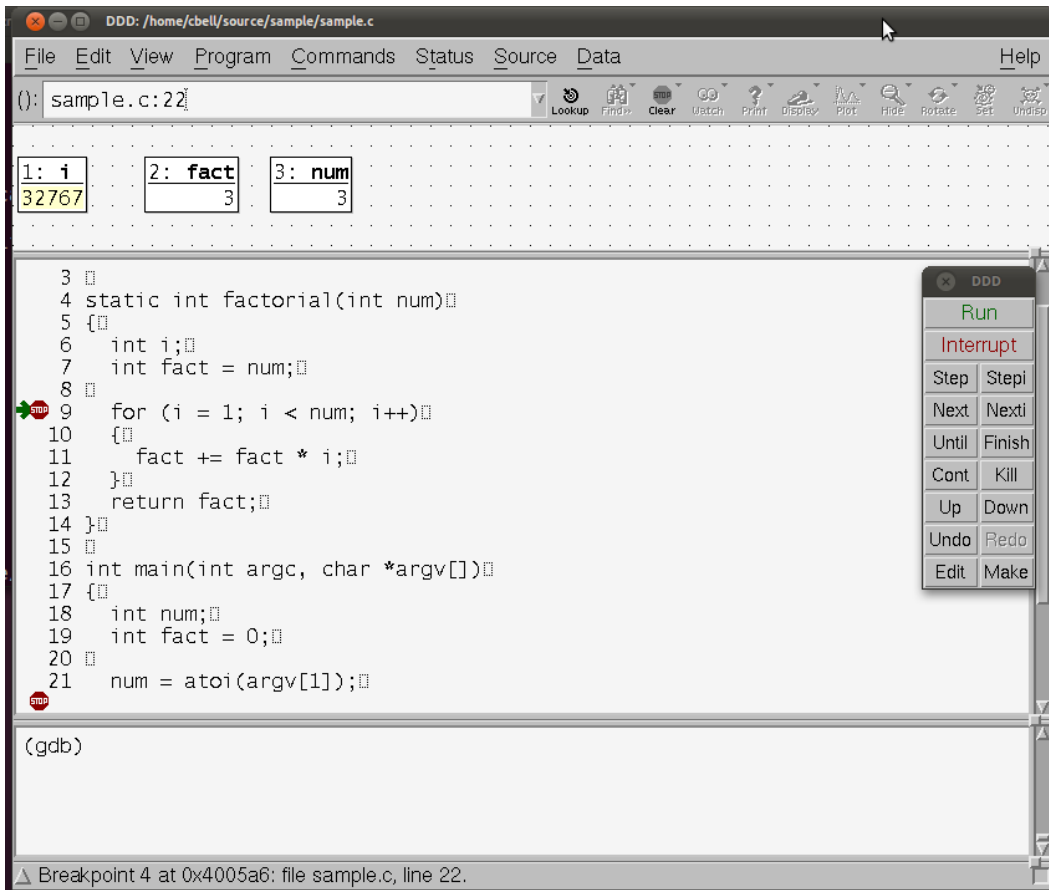 DDD: /home/cbell/source/sample/sample.c
File Edit View Program Commands Status Source Data Help
(): sample.c:22
Lookup Find» Clear Watch Print Display Plot Hide Rotate Set Undisp
1: i
32767
2: fact
3
3: num
3
3
4 static int factorial(int num)
5 {
6 int i;
7 int fact = num;
8
STOP 9 for (i = 1; i < num; i++)
10 {
11 fact += fact * i;
12 }
13 return fact;
14 }
15
16 int main(int argc, char *argv[])
17 {
18 int num;
19 int fact = 0;
20
21 num = atoi(argv[1]);
STOP
DDD
Run
Interrupt
Step Stepi
Next Nexti
Until Finish
Cont Kill
Up Down
Undo Redo
Edit Make
(gdb)
Breakpoint 4 at 0x4005a6: file sample.c, line 22.